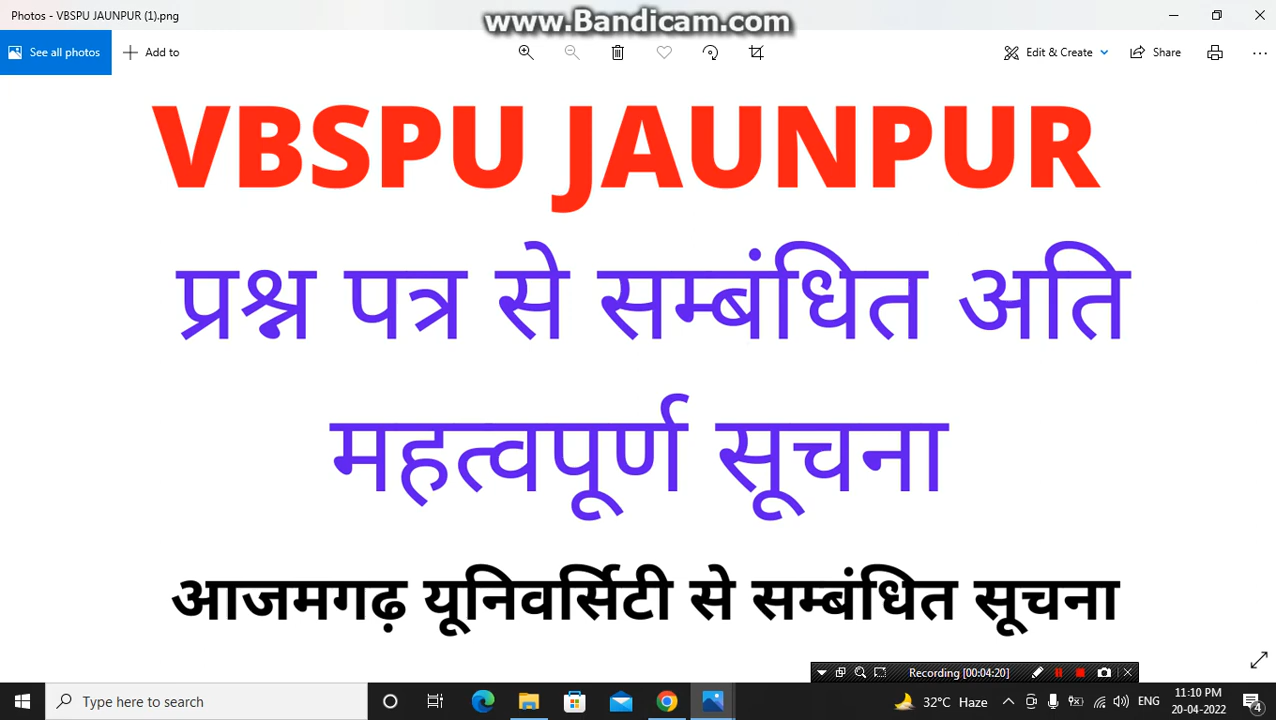 Photos - VBSPU JAUNPUR (1).png
www.Bandicam.com
See all photos
Add to
Edit & Create
Share
VBSPU JAUNPUR
प्रश्न पत्र से सम्बंधित अति
महत्वपूर्ण सूचना
आजमगढ़ यूनिवर्सिटी से सम्बंधित सूचना
Recording [00:04:20]
Type here to search
32°C Haze
ENG
11:10 PM
20-04-2022
4